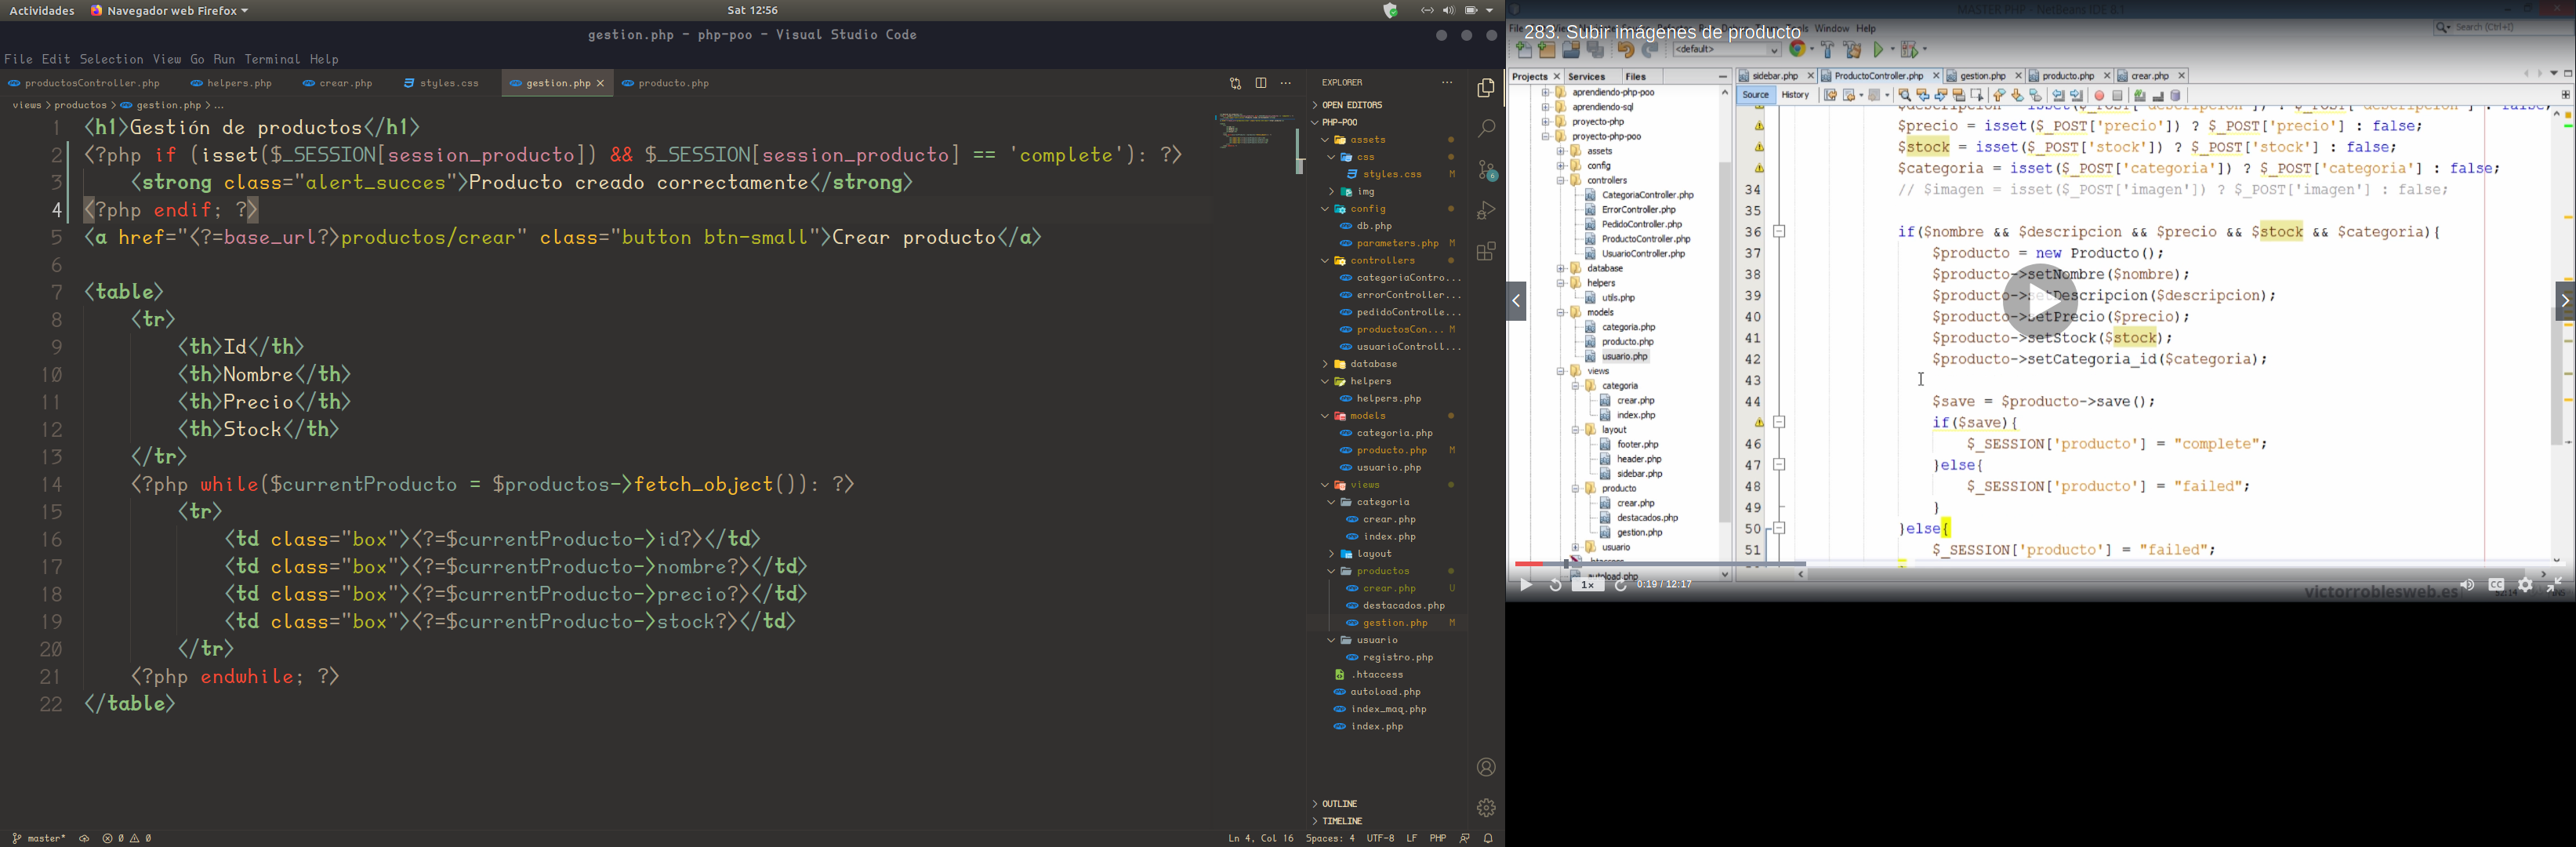 Actividades Navegador web Firefox Sat 12:56
gestion.php - php-poo - Visual Studio Code
File Edit Selection View Go Run Terminal Help
productosController.php helpers.php crear.php styles.css gestion.php producto.php
views > productos > gestion.php > ...
1 <h1>Gestión de productos</h1>
2 <?php if (isset($_SESSION[session_producto]) && $_SESSION[session_producto] == 'complete'): ?>
3 <strong class="alert_succes">Producto creado correctamente</strong>
4 <?php endif; ?>
5 <a href="<?=base_url?>productos/crear" class="button btn-small">Crear producto</a>
6
7 <table>
8 <tr>
9 <th>Id</th>
10 <th>Nombre</th>
11 <th>Precio</th>
12 <th>Stock</th>
13 </tr>
14 <?php while($currentProducto = $productos->fetch_object()): ?>
15 <tr>
16 <td class="box"><?=$currentProducto->id?></td>
17 <td class="box"><?=$currentProducto->nombre?></td>
18 <td class="box"><?=$currentProducto->precio?></td>
19 <td class="box"><?=$currentProducto->stock?></td>
20 </tr>
21 <?php endwhile; ?>
22 </table>
EXPLORER
OPEN EDITORS
PHP-POO
assets
css
styles.css M
img
config
db.php
parameters.php M
controllers
categoriaContro...
errorController...
pedidoControlle...
productosCon... M
usuarioControll...
database
helpers
helpers.php
models
categoria.php
producto.php M
usuario.php
views
categoria
crear.php
index.php
layout
productos
crear.php U
destacados.php
gestion.php M
usuario
registro.php
.htaccess
autoload.php
index_maq.php
index.php
OUTLINE
TIMELINE
master* 0 0 Ln 4, Col 16 Spaces: 4 UTF-8 LF PHP
283. Subir imágenes de producto
Window Help
Search (Ctrl+I)
<default>
Projects Services Files
aprendiendo-php-poo
aprendiendo-sql
proyecto-php
proyecto-php-poo
assets
config
controllers
CategoriaController.php
ErrorController.php
PedidoController.php
ProductoController.php
UsuarioController.php
database
helpers
utils.php
models
categoria.php
producto.php
usuario.php
views
categoria
crear.php
index.php
layout
footer.php
header.php
sidebar.php
producto
crear.php
destacados.php
gestion.php
usuario
autoload.php
sidebar.php ProductoController.php gestion.php producto.php crear.php
Source History
$precio = isset($_POST['precio']) ? $_POST['precio'] : false;
$stock = isset($_POST['stock']) ? $_POST['stock'] : false;
$categoria = isset($_POST['categoria']) ? $_POST['categoria'] : false;
34 // $imagen = isset($_POST['imagen']) ? $_POST['imagen'] : false;
35
36 if($nombre && $descripcion && $precio && $stock && $categoria){
37 $producto = new Producto();
38 $producto->setNombre($nombre);
39 $producto->setDescripcion($descripcion);
40 $producto->setPrecio($precio);
41 $producto->setStock($stock);
42 $producto->setCategoria_id($categoria);
43
44 $save = $producto->save();
if($save){
46 $_SESSION['producto'] = "complete";
47 }else{
48 $_SESSION['producto'] = "failed";
49 }
50 }else{
51 $_SESSION['producto'] = "failed";
1x 0:19 / 12:17
victorroblesweb.es